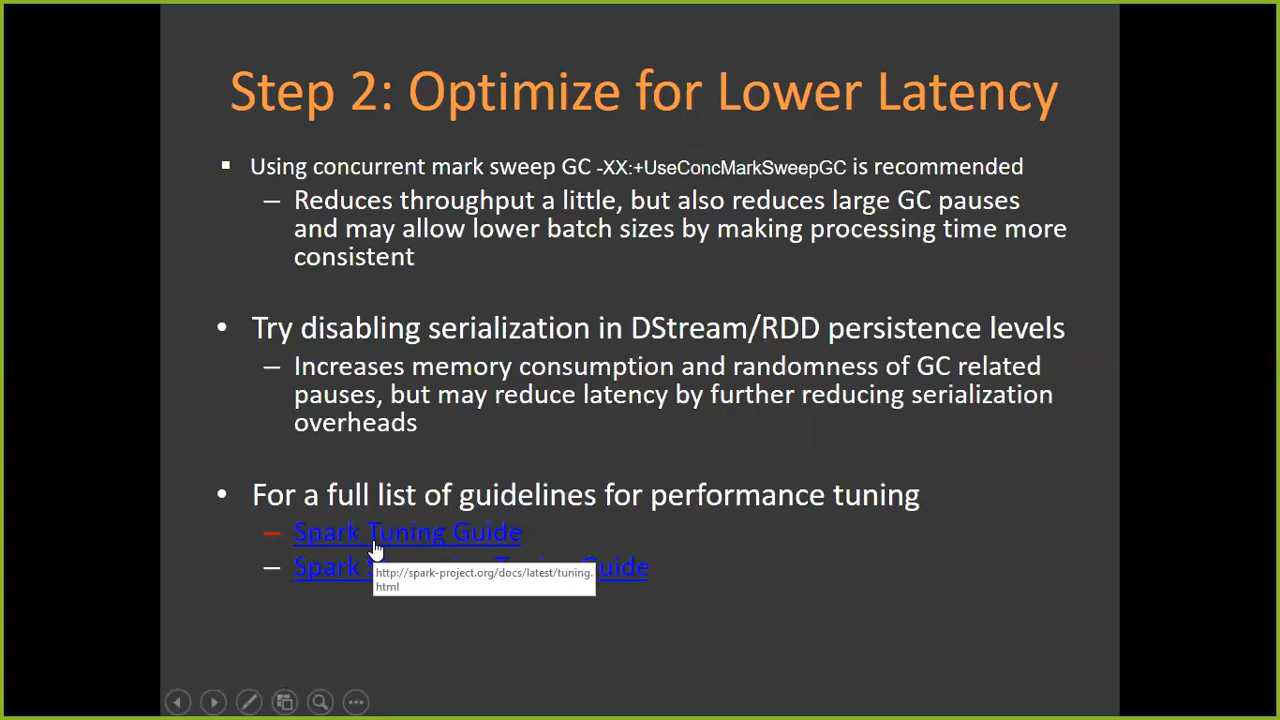 Step 2: Optimize for Lower Latency
▪ Using concurrent mark sweep GC -XX:+UseConcMarkSweepGC is recommended
– Reduces throughput a little, but also reduces large GC pauses
and may allow lower batch sizes by making processing time more
consistent
• Try disabling serialization in DStream/RDD persistence levels
– Increases memory consumption and randomness of GC related
pauses, but may reduce latency by further reducing serialization
overheads
• For a full list of guidelines for performance tuning
– Spark Tuning Guide
– Spark Guide
http://spark-project.org/docs/latest/tuning.
html